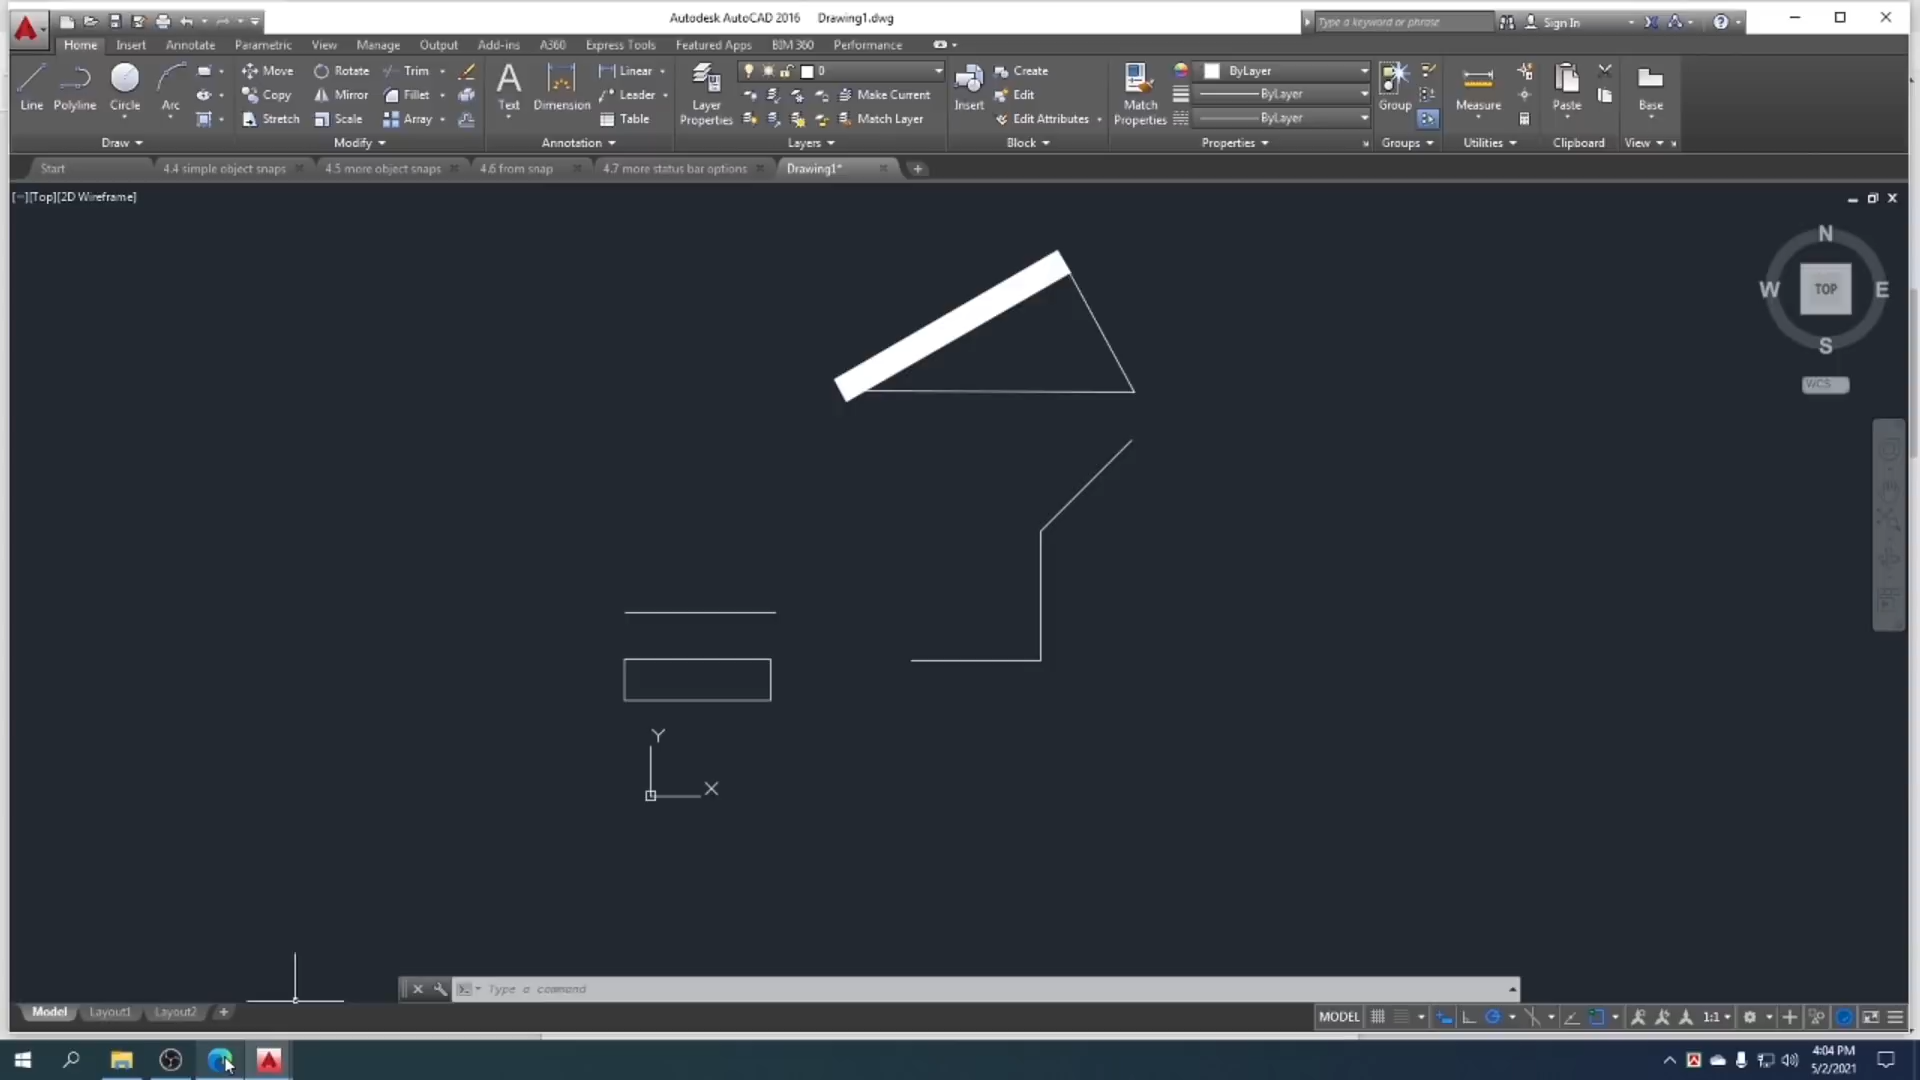 Autodesk AutoCAD 2016 Drawing1.dwg
Type a keyword or phrase
Sign In
Home Insert Annotate Parametric View Manage Output Add-ins A360 Express Tools Featured Apps BIM 360 Performance
Line Polyline Circle Arc
Move Rotate Trim
Copy Mirror Fillet
Stretch Scale Array
Text Dimension
Linear
Leader
Table
Layer Properties
0
Make Current
Match Layer
Insert
Create
Edit
Edit Attributes
Match Properties
ByLayer
ByLayer
ByLayer
Group
Measure
Paste
Base
Draw Modify Annotation Layers Block Properties Groups Utilities Clipboard View
Start 4.4 simple object snaps 4.5 more object snaps 4.6 from snap 4.7 more status bar options Drawing1*
[−][Top][2D Wireframe]
N
W TOP E
S
WCS
Y
X
Type a command
Model Layout1 Layout2
MODEL 1:1
4:04 PM
5/2/2021